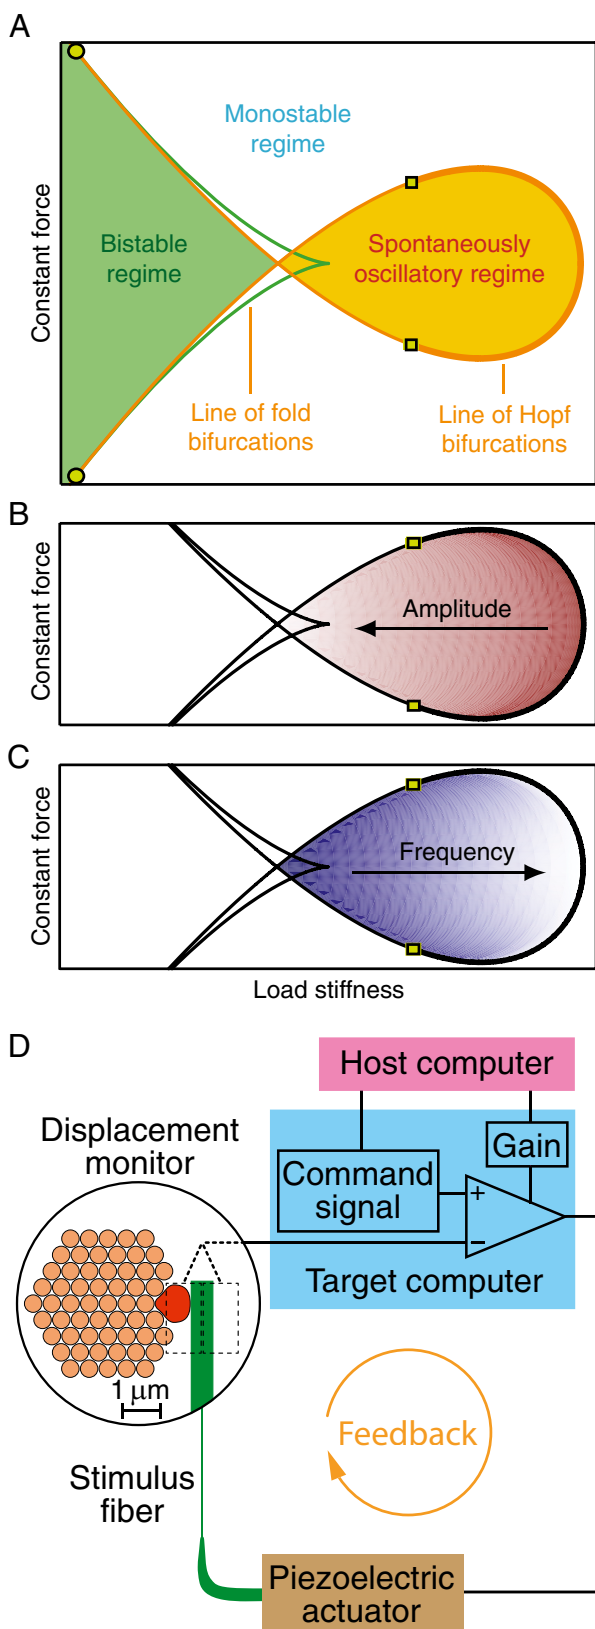 A
Constant force
Monostable
regime
Bistable
regime
Spontaneously
oscillatory regime
Line of fold
bifurcations
Line of Hopf
bifurcations
B
Constant force
Amplitude
C
Constant force
Frequency
Load stiffness
D
Host computer
Displacement
monitor
Command
signal
Gain
+
−
Target computer
1 μm
Feedback
Stimulus
fiber
Piezoelectric
actuator